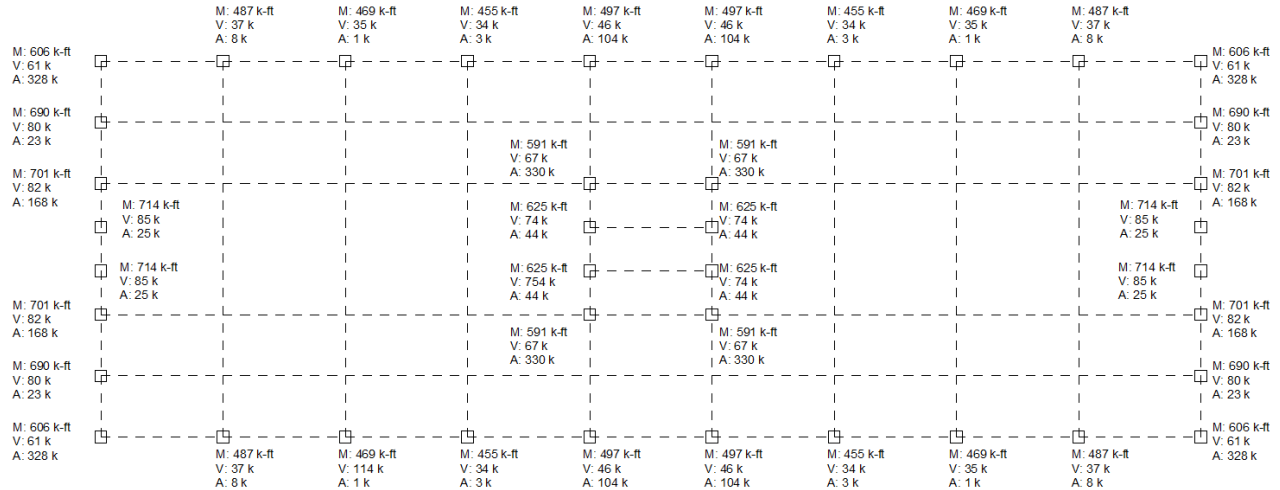 M: 487 k-ft
V: 37 k
A: 8 k
M: 469 k-ft
V: 35 k
A: 1 k
M: 455 k-ft
V: 34 k
A: 3 k
M: 497 k-ft
V: 46 k
A: 104 k
M: 497 k-ft
V: 46 k
A: 104 k
M: 455 k-ft
V: 34 k
A: 3 k
M: 469 k-ft
V: 35 k
A: 1 k
M: 487 k-ft
V: 37 k
A: 8 k
M: 606 k-ft
V: 61 k
A: 328 k
M: 606 k-ft
V: 61 k
A: 328 k
M: 690 k-ft
V: 80 k
A: 23 k
M: 690 k-ft
V: 80 k
A: 23 k
M: 591 k-ft
V: 67 k
A: 330 k
M: 591 k-ft
V: 67 k
A: 330 k
M: 701 k-ft
V: 82 k
A: 168 k
M: 701 k-ft
V: 82 k
A: 168 k
M: 714 k-ft
V: 85 k
A: 25 k
M: 625 k-ft
V: 74 k
A: 44 k
M: 625 k-ft
V: 74 k
A: 44 k
M: 714 k-ft
V: 85 k
A: 25 k
M: 714 k-ft
V: 85 k
A: 25 k
M: 625 k-ft
V: 754 k
A: 44 k
M: 625 k-ft
V: 74 k
A: 44 k
M: 714 k-ft
V: 85 k
A: 25 k
M: 701 k-ft
V: 82 k
A: 168 k
M: 701 k-ft
V: 82 k
A: 168 k
M: 591 k-ft
V: 67 k
A: 330 k
M: 591 k-ft
V: 67 k
A: 330 k
M: 690 k-ft
V: 80 k
A: 23 k
M: 690 k-ft
V: 80 k
A: 23 k
M: 606 k-ft
V: 61 k
A: 328 k
M: 606 k-ft
V: 61 k
A: 328 k
M: 487 k-ft
V: 37 k
A: 8 k
M: 469 k-ft
V: 114 k
A: 1 k
M: 455 k-ft
V: 34 k
A: 3 k
M: 497 k-ft
V: 46 k
A: 104 k
M: 497 k-ft
V: 46 k
A: 104 k
M: 455 k-ft
V: 34 k
A: 3 k
M: 469 k-ft
V: 35 k
A: 1 k
M: 487 k-ft
V: 37 k
A: 8 k